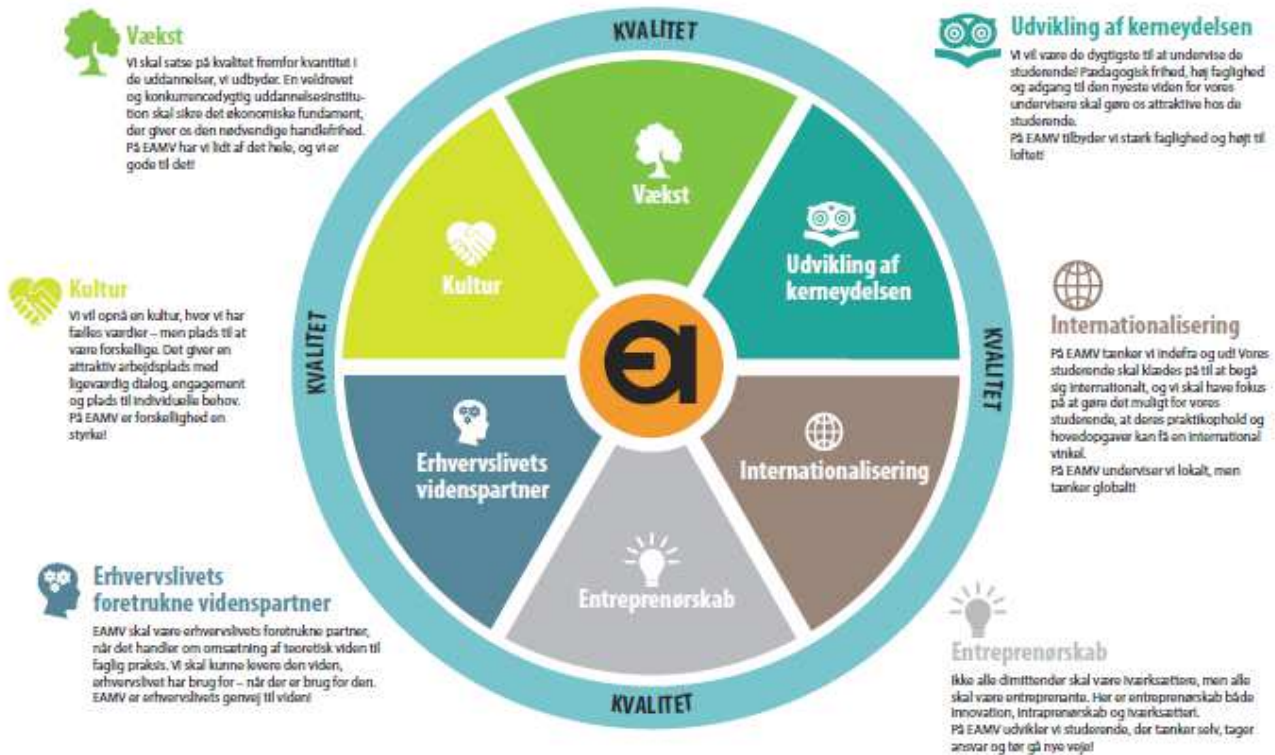 Vækst
Vi skal satse på kvalitet fremfor kvantitet i
de uddannelser, vi udbyder. En veldrevet
og konkurrencedygtig uddannelsesinstitu-
tion skal sikre det økonomiske fundament,
der giver os den nødvendige handlefrihed.
På EAMV har vi lidt af det hele, og vi er
gode til det!
Kultur
Vi vil opnå en kultur, hvor vi har
fælles værdier – men plads til at
være forskellige. Det giver en
attraktiv arbejdsplads med
ligeværdig dialog, engagement
og plads til individuelle behov.
På EAMV er forskellighed en
styrke!
Erhvervslivets
foretrukne videnspartner
EAMV skal være erhvervslivets foretrukne partner,
når det handler om omsætning af teoretisk viden til
faglig praksis. Vi skal kunne levere den viden,
erhvervslivet har brug for – når der er brug for den.
EAMV er erhvervslivets genvej til viden!
KVALITET
KVALITET
KVALITET
KVALITET
Vækst
Kultur
Udvikling af
kerneydelsen
ea
Erhvervslivets
videnspartner
Internationalisering
Entreprenørskab
Udvikling af kerneydelsen
Vi vil være de dygtigste til at undervise de
studerende! Pædagogisk frihed, høj faglighed
og adgang til den nyeste viden for vores
undervisere skal gøre os attraktive hos de
studerende.
På EAMV tilbyder vi stærk faglighed og højt til
loftet!
Internationalisering
På EAMV tænker vi indefra og ud! Vores
studerende skal klædes på til at begå
sig internationalt, og vi skal have fokus
på at gøre det muligt for vores
studerende, at deres praktikophold og
hovedopgaver kan få en international
vinkel.
På EAMV underviser vi lokalt, men
tænker globalt!
Entreprenørskab
Ikke alle dimittender skal være iværksættere, men alle
skal være entreprenante. Her er entreprenørskab både
innovation, intraprenørskab og iværksætteri.
På EAMV udvikler vi studerende, der tænker selv, tager
ansvar og tør gå nye veje!